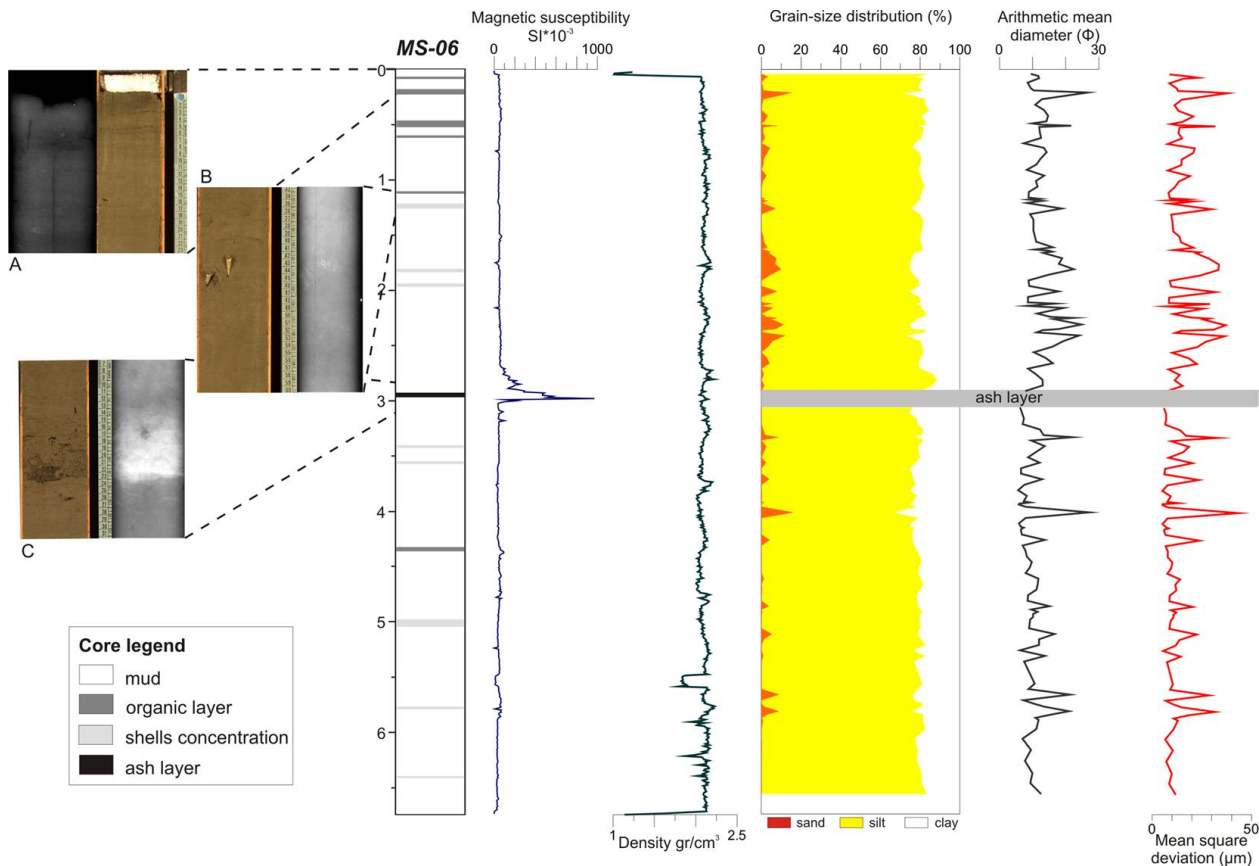 Magnetic susceptibility
SI*10-3
0 1000
MS-06
Grain-size distribution (%)
0 20 40 60 80 100
Arithmetic mean
diameter (Φ)
0 30
0
1
2
3
4
5
6
A
B
C
ash layer
Core legend
mud
organic layer
shells concentration
ash layer
1 2.5
Density gr/cm3
sand silt clay
0 50
Mean square
deviation (μm)